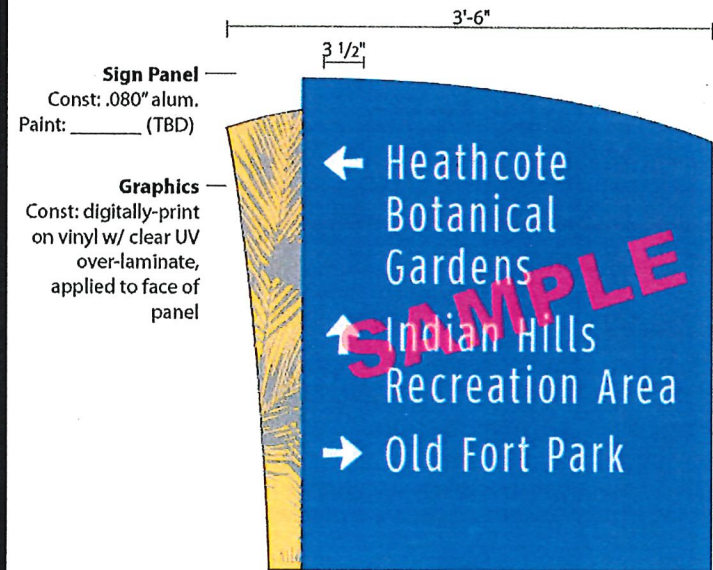 3'-6"
3 1/2"
Sign Panel
Const: .080" alum.
Paint: ________ (TBD)
Graphics
Const: digitally-print
on vinyl w/ clear UV
over-laminate,
applied to face of
panel
← Heathcote
Botanical
Gardens
↑ Indian Hills
Recreation Area
→ Old Fort Park
SAMPLE